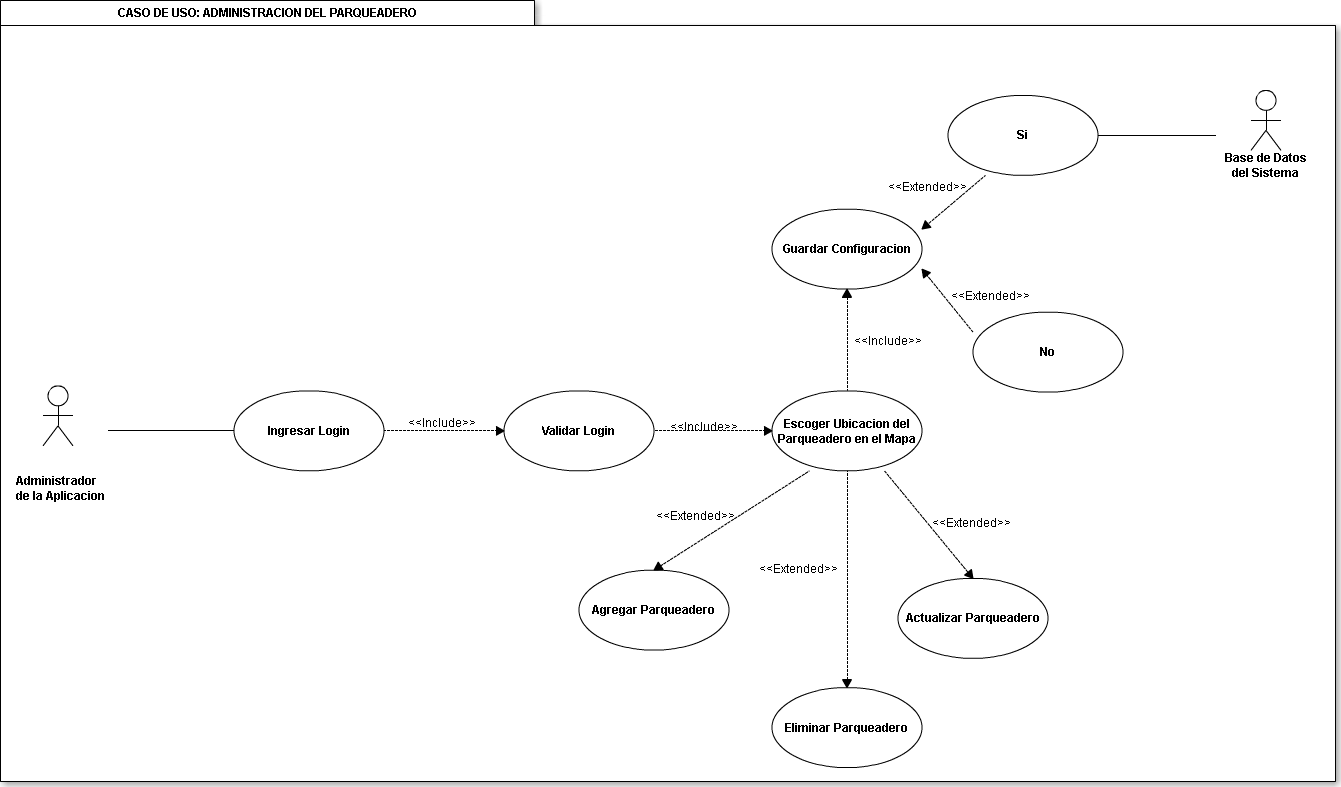 CASO DE USO: ADMINISTRACION DEL PARQUEADERO
Si
Base de Datos
del Sistema
<<Extended>>
Guardar Configuracion
<<Extended>>
<<Include>>
No
Ingresar Login
<<Include>>
Validar Login
<<Include>>
Escoger Ubicacion del
Parqueadero en el Mapa
Administrador
de la Aplicacion
<<Extended>>
<<Extended>>
<<Extended>>
Agregar Parqueadero
Actualizar Parqueadero
Eliminar Parqueadero